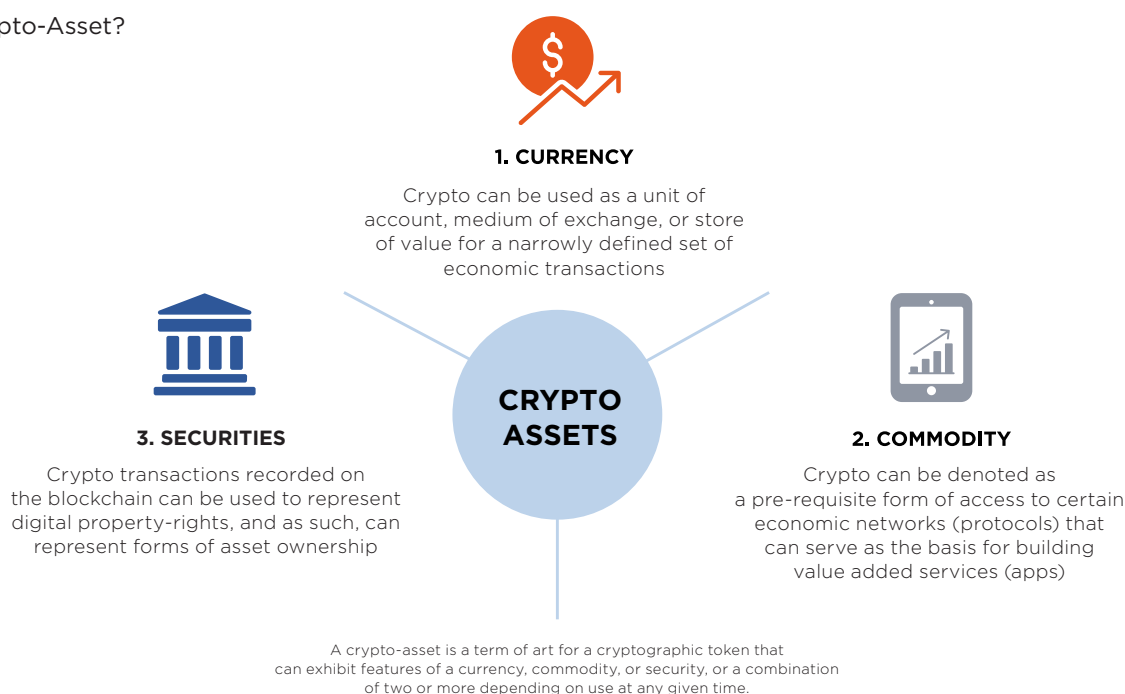 pto-Asset?
$
1. CURRENCY
Crypto can be used as a unit of
account, medium of exchange, or store
of value for a narrowly defined set of
economic transactions
CRYPTO
ASSETS
3. SECURITIES
Crypto transactions recorded on
the blockchain can be used to represent
digital property-rights, and as such, can
represent forms of asset ownership
2. COMMODITY
Crypto can be denoted as
a pre-requisite form of access to certain
economic networks (protocols) that
can serve as the basis for building
value added services (apps)
A crypto-asset is a term of art for a cryptographic token that
can exhibit features of a currency, commodity, or security, or a combination
of two or more depending on use at any given time.